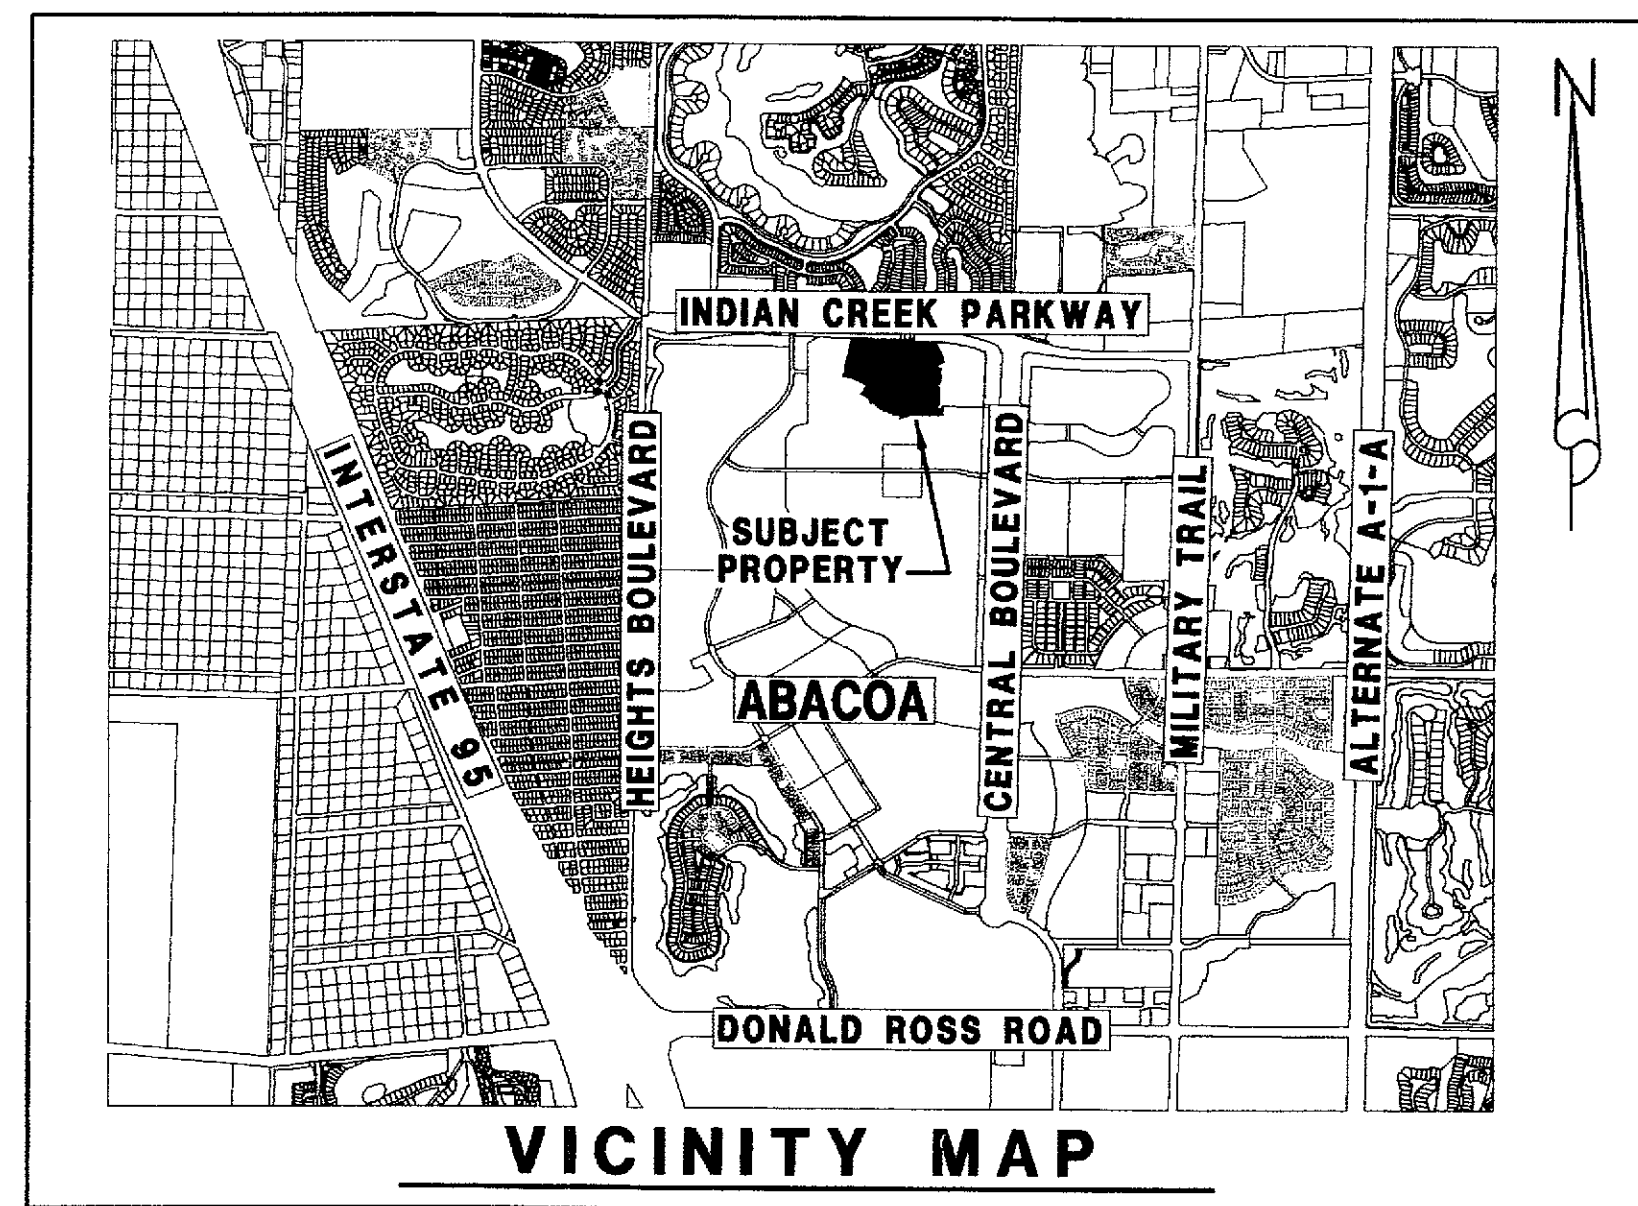 N
INDIAN CREEK PARKWAY
INTERSTATE 95
HEIGHTS BOULEVARD
SUBJECT
PROPERTY
CENTRAL BOULEVARD
MILITARY TRAIL
ALTERNATE A-1-A
ABACOA
DONALD ROSS ROAD
VICINITY MAP